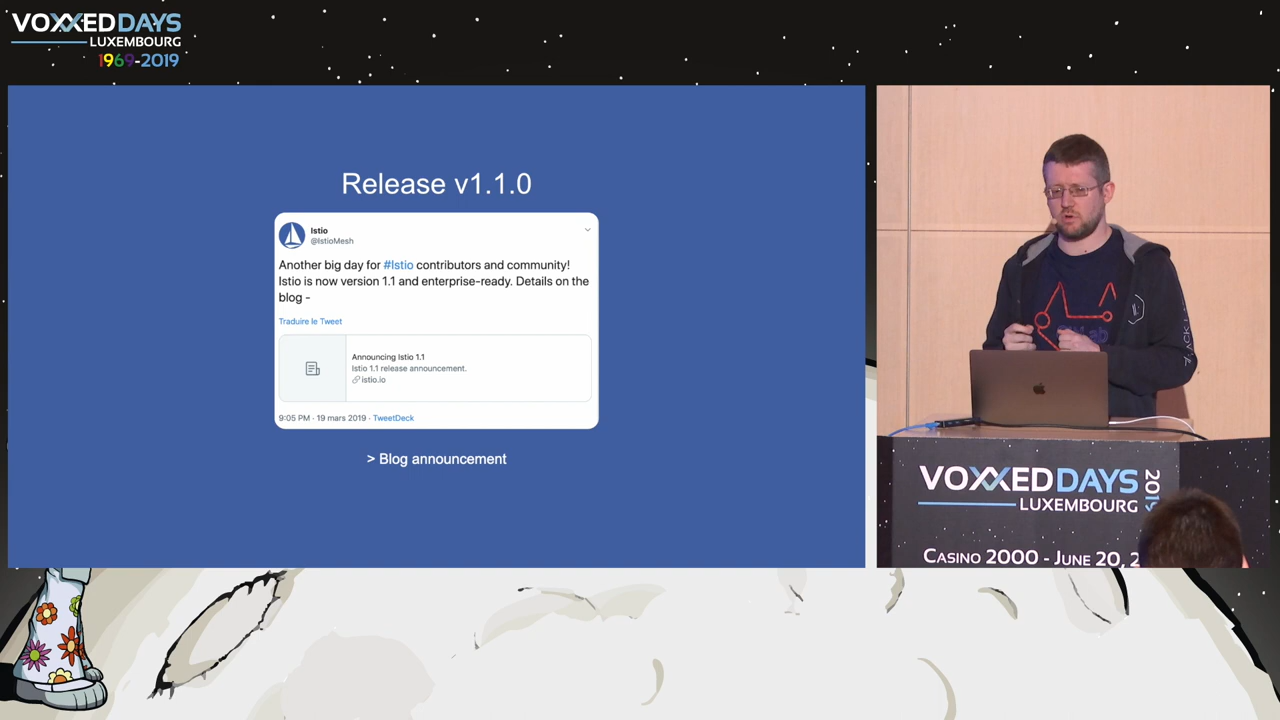 VOXXED DAYS
LUXEMBOURG
1969-2019
Release v1.1.0
Istio
@IstioMesh
Another big day for #Istio contributors and community!
Istio is now version 1.1 and enterprise-ready. Details on the
blog -
Traduire le Tweet
Announcing Istio 1.1
Istio 1.1 release announcement.
istio.io
9:05 PM · 19 mars 2019 · TweetDeck
> Blog announcement
VOXXED DAYS
LUXEMBOURG
2019
CASINO 2000 - JUNE 20, 2